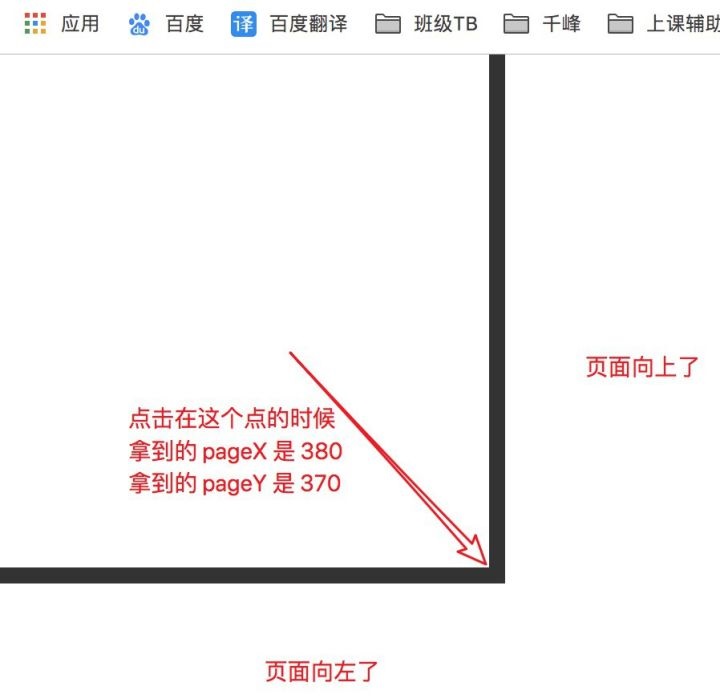 应用 百度 译 百度翻译 班级TB 千峰 上课辅助
页面向上了
点击在这个点的时候
拿到的 pageX 是 380
拿到的 pageY 是 370
页面向左了